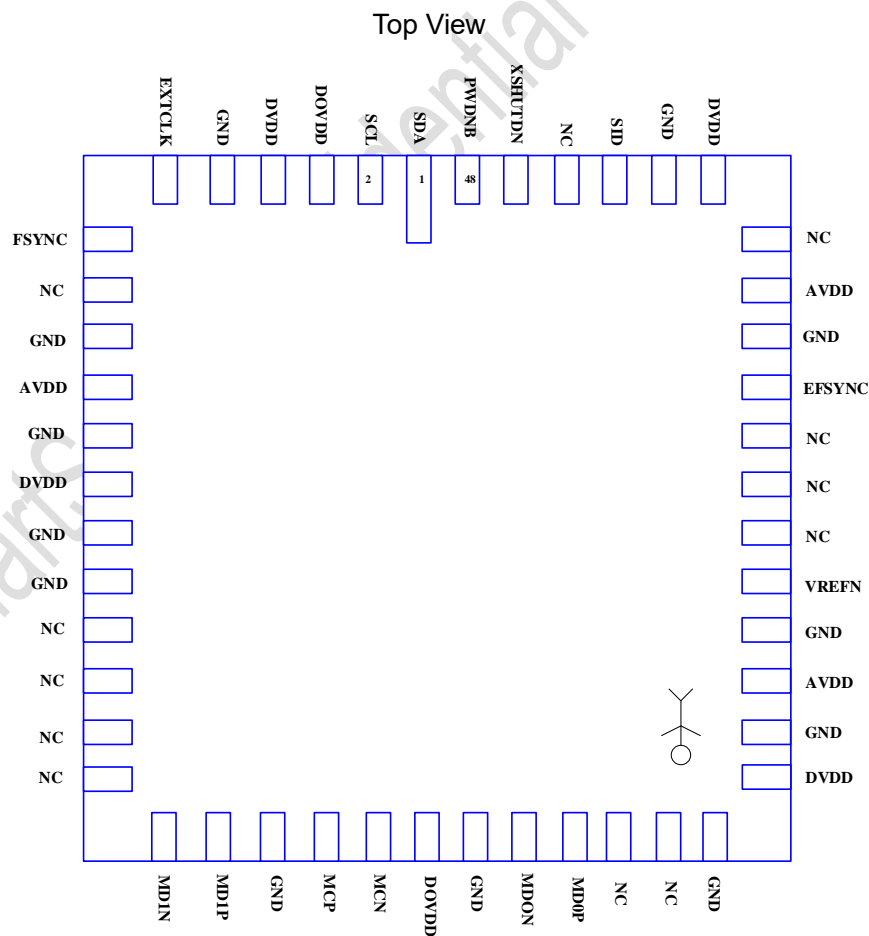 Top View
EXTCLK
GND
DVDD
DOVDD
SCL
SDA
PWDNB
XSHUTDN
NC
SID
GND
DVDD
2
1
48
FSYNC
NC
GND
AVDD
GND
DVDD
GND
GND
NC
NC
NC
NC
NC
AVDD
GND
EFSYNC
NC
NC
NC
VREFN
GND
AVDD
GND
DVDD
MD1N
MD1P
GND
MCP
MCN
DOVDD
GND
MDON
MD0P
NC
NC
GND